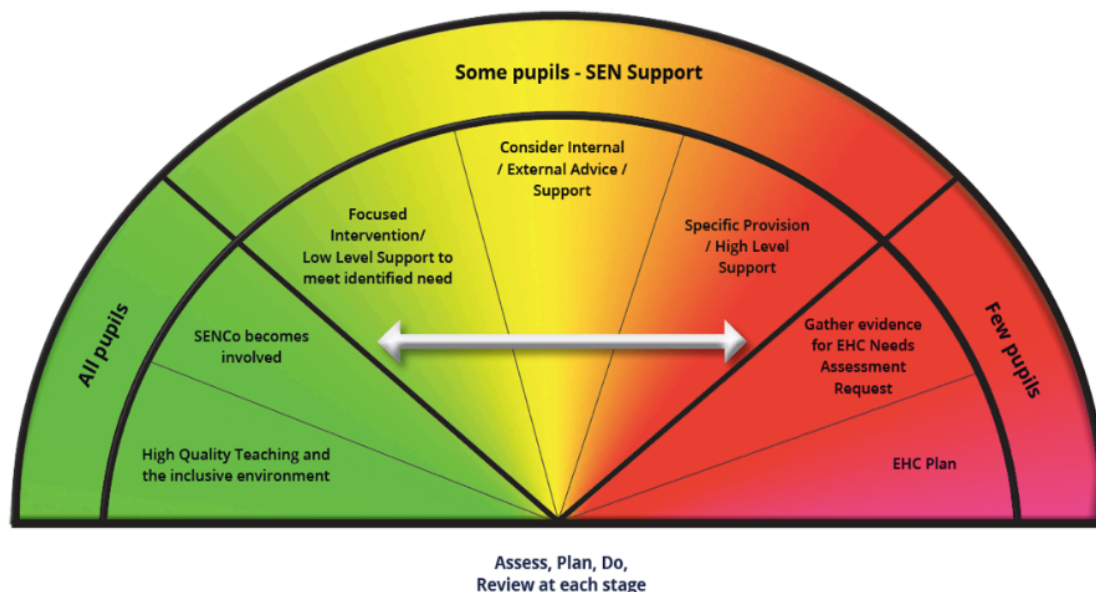 Some pupils - SEN Support
All pupils
Few pupils
High Quality Teaching and
the inclusive environment
SENCo becomes
involved
Focused
Intervention/
Low Level Support to
meet identified need
Consider Internal
/ External Advice /
Support
Specific Provision
/ High Level
Support
Gather evidence
for EHC Needs
Assessment
Request
EHC Plan
Assess, Plan, Do,
Review at each stage